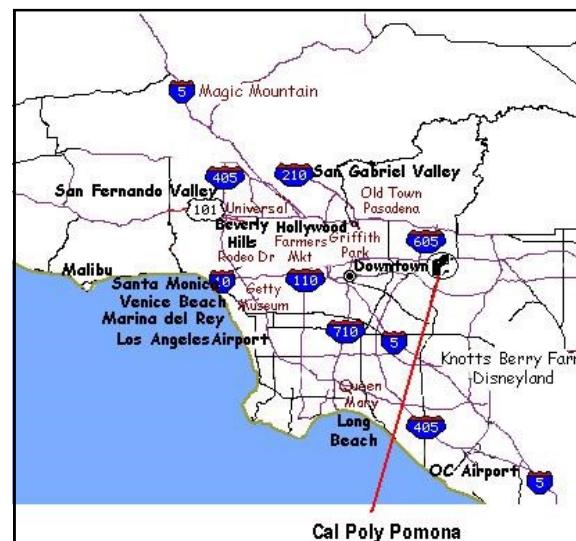 5
Magic Mountain
405
210
San Gabriel Valley
San Fernando Valley
Old Town
Pasadena
101
Universal
Beverly
Hills
Rodeo Dr
Hollywood
Farmers
Mkt
Griffith
Park
605
Downtown
Malibu
Santa Monica
10
Venice Beach
Getty
Museum
110
Marina del Rey
Los Angeles Airport
710
5
Knotts Berry Far
Disneyland
Queen
Mary
Long
Beach
405
OC Airport
5
Cal Poly Pomona